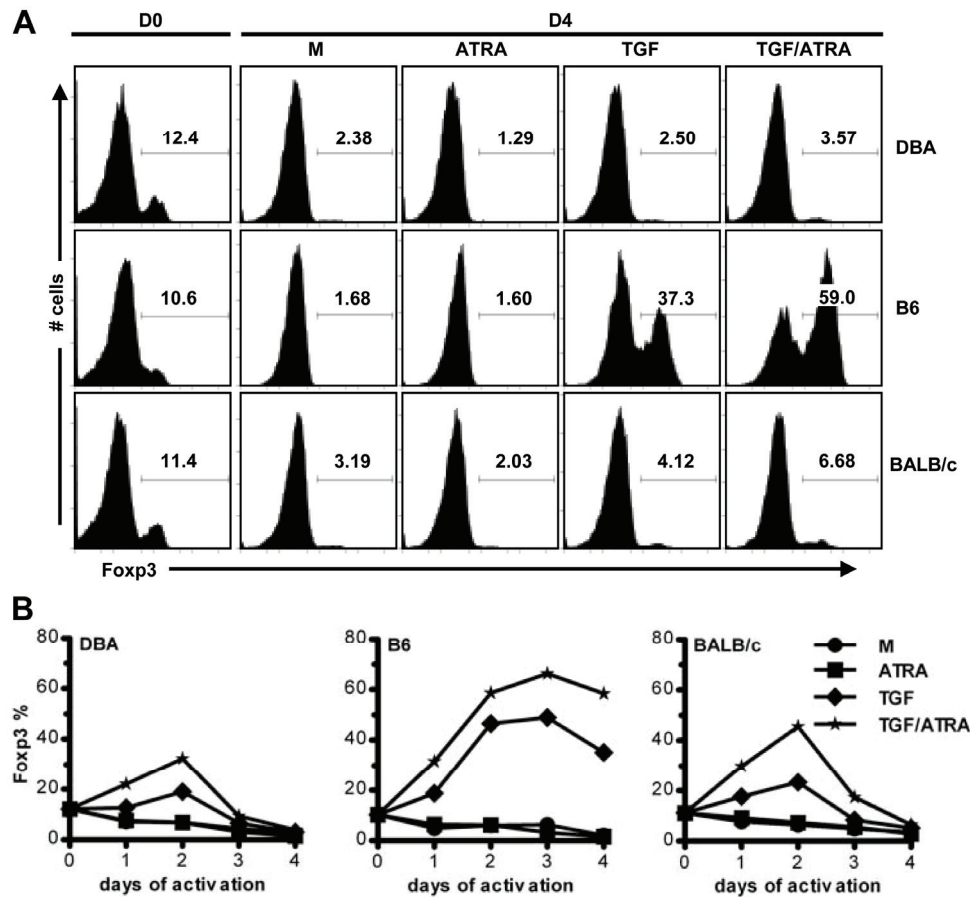 A
D0 D4
M ATRA TGF TGF/ATRA
12.4 2.38 1.29 2.50 3.57 DBA
# cells 10.6 1.68 1.60 37.3 59.0 B6
11.4 3.19 2.03 4.12 6.68 BALB/c
Foxp3
B
80 DBA 80 B6 80 BALB/c M
ATRA
60 60 60 TGF
TGF/ATRA
Foxp3 %
40 40 40
20 20 20
0 0 0
0 1 2 3 4 0 1 2 3 4 0 1 2 3 4
days of activation days of activation days of activation